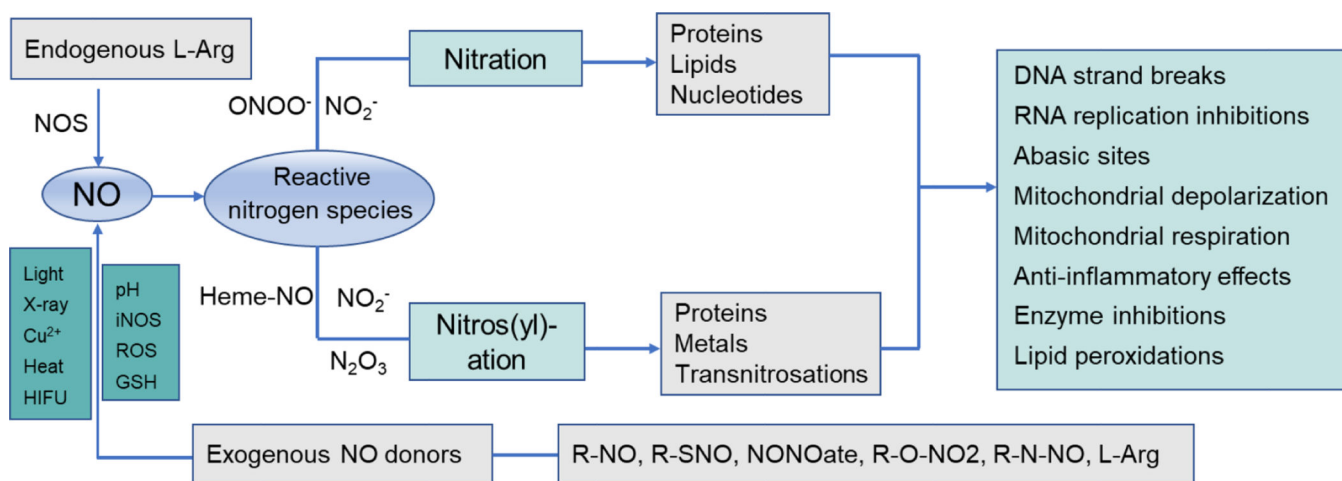 Endogenous L-Arg
NOS
NO
Reactive
nitrogen species
ONOO⁻
NO₂⁻
Nitration
Proteins
Lipids
Nucleotides
Heme-NO
NO₂⁻
N₂O₃
Nitros(yl)-
ation
Proteins
Metals
Transnitrosations
DNA strand breaks
RNA replication inhibitions
Abasic sites
Mitochondrial depolarization
Mitochondrial respiration
Anti-inflammatory effects
Enzyme inhibitions
Lipid peroxidations
Light
X-ray
Cu²⁺
Heat
HIFU
pH
iNOS
ROS
GSH
Exogenous NO donors
R-NO, R-SNO, NONOate, R-O-NO2, R-N-NO, L-Arg